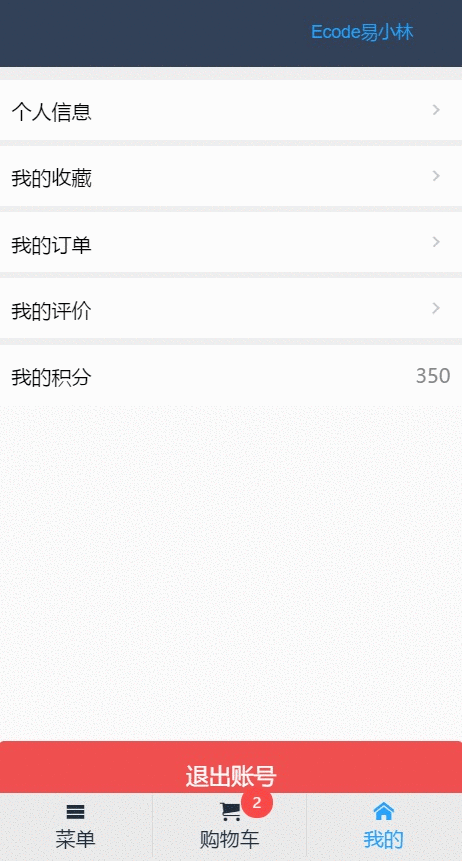 Ecode易小林
个人信息
我的收藏
我的订单
我的评价
我的积分 350
退出账号
2
菜单 购物车 我的